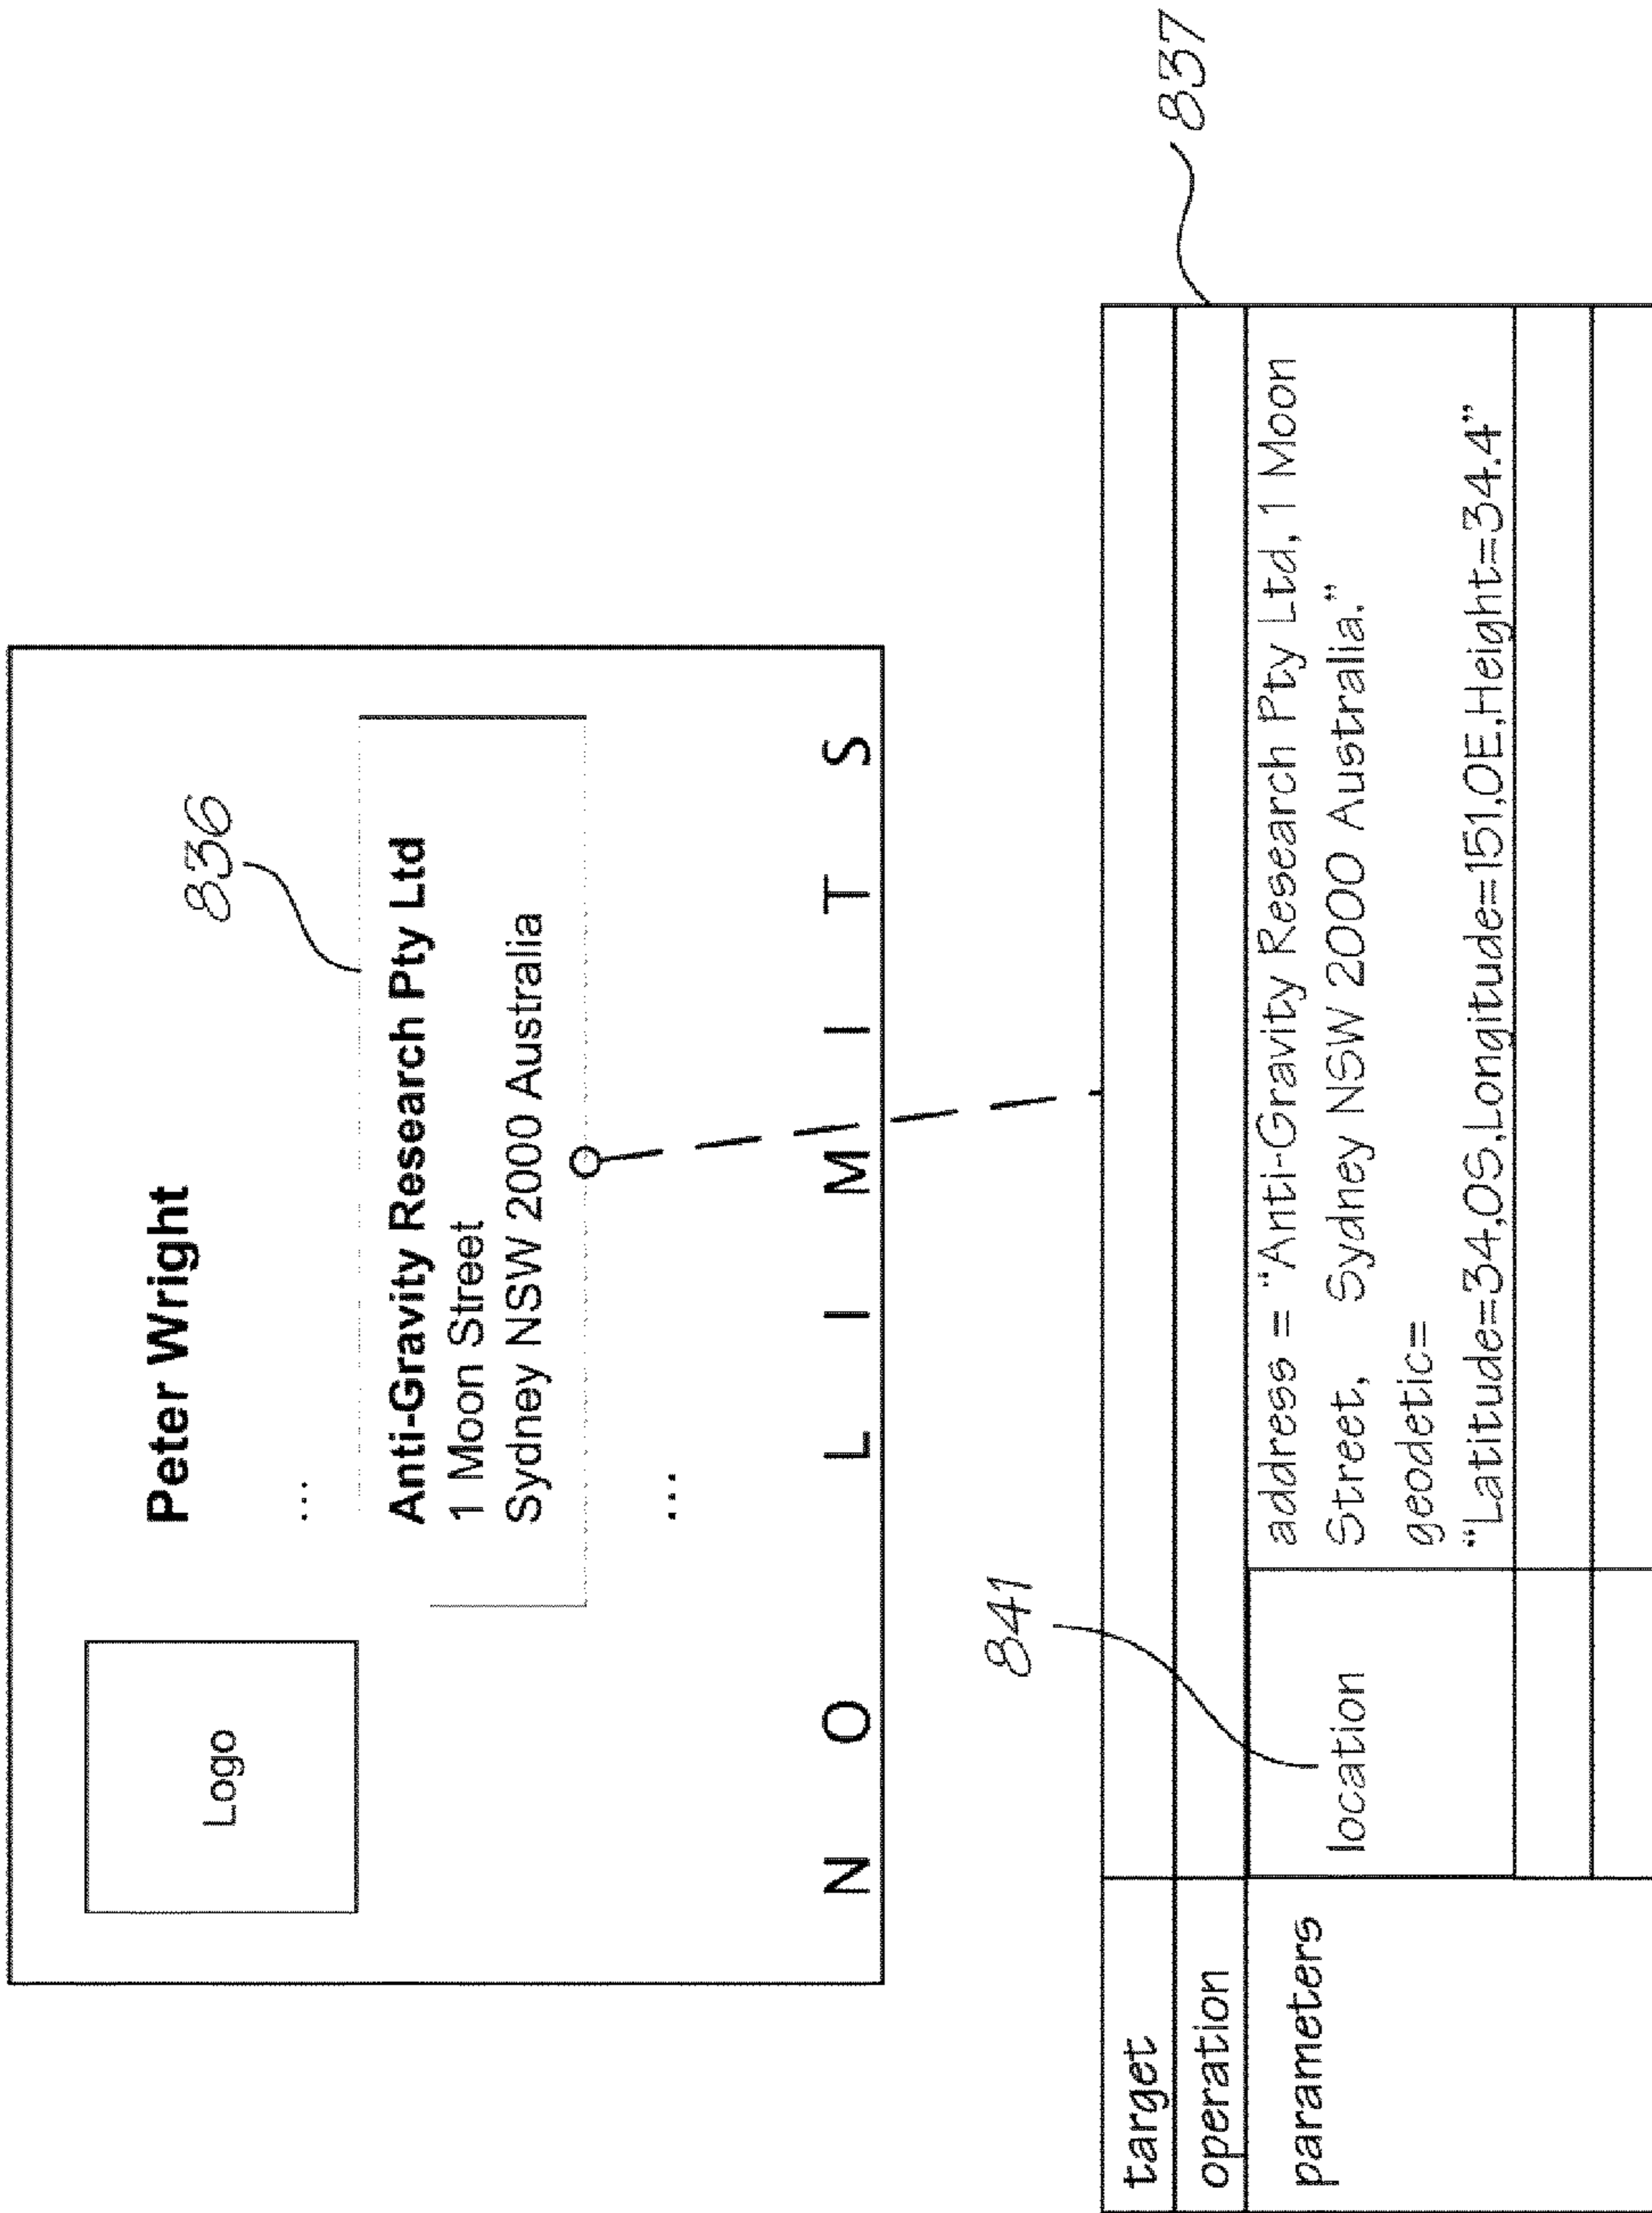 Logo
Peter Wright
...
836
Anti-Gravity Research Pty Ltd
1 Moon Street
Sydney NSW 2000 Australia
...
N O L I M I T S
841
837
target
operation
parameters
location
address = "Anti-Gravity Research Pty Ltd, 1 Moon
Street, Sydney NSW 2000 Australia."
geodetic=
"Latitude=34,0S,Longitude=151,0E,Height=34.4"